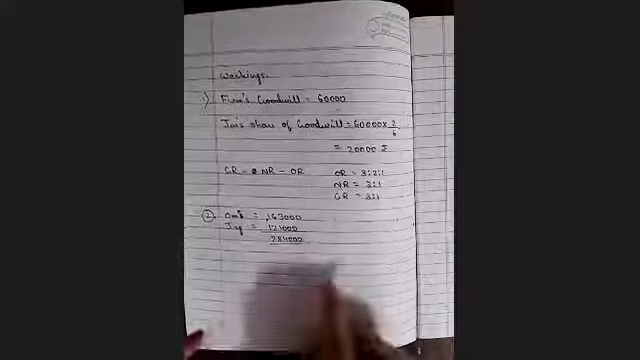 Workings.
1) Firm's Goodwill = 60000
Jai's share of Goodwill = 60000 x 2/6
= 20000
GR = NR - OR OR = 3:2:1
NR = 3:1
GR = 3:1
2. Om's = 163000
Jay = 121000
284000